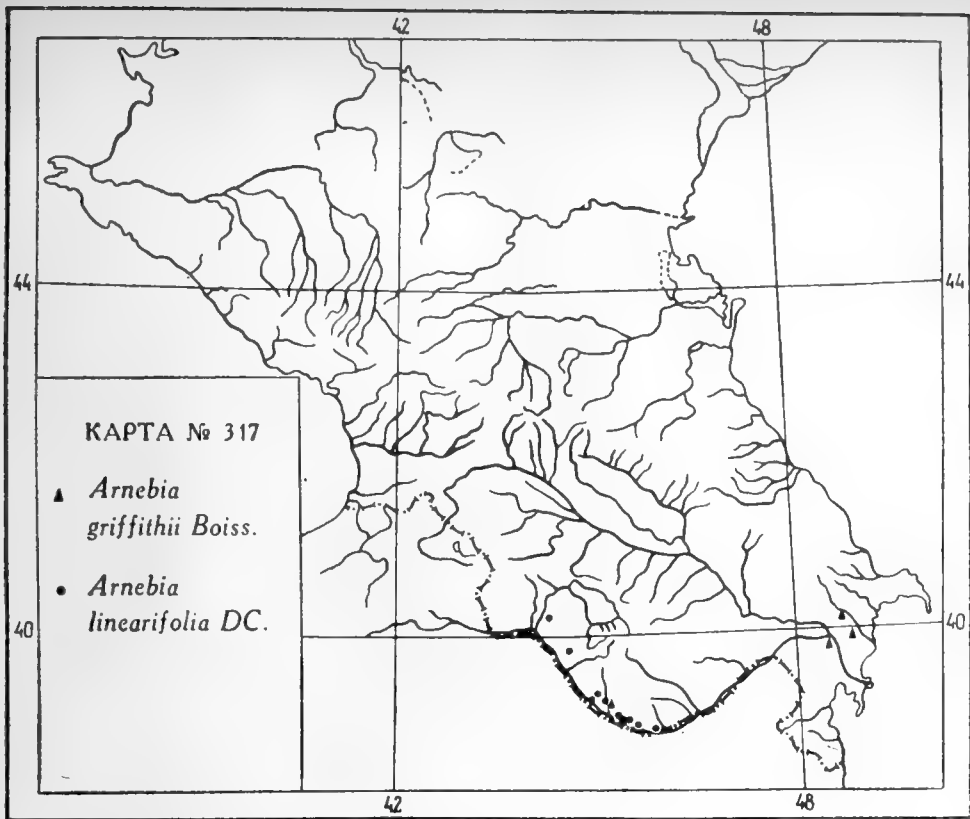 42 48
44 44
КАРТА № 317
Arnebia
griffithii Boiss.
Arnebia
linearifolia DC.
40 40
42 48